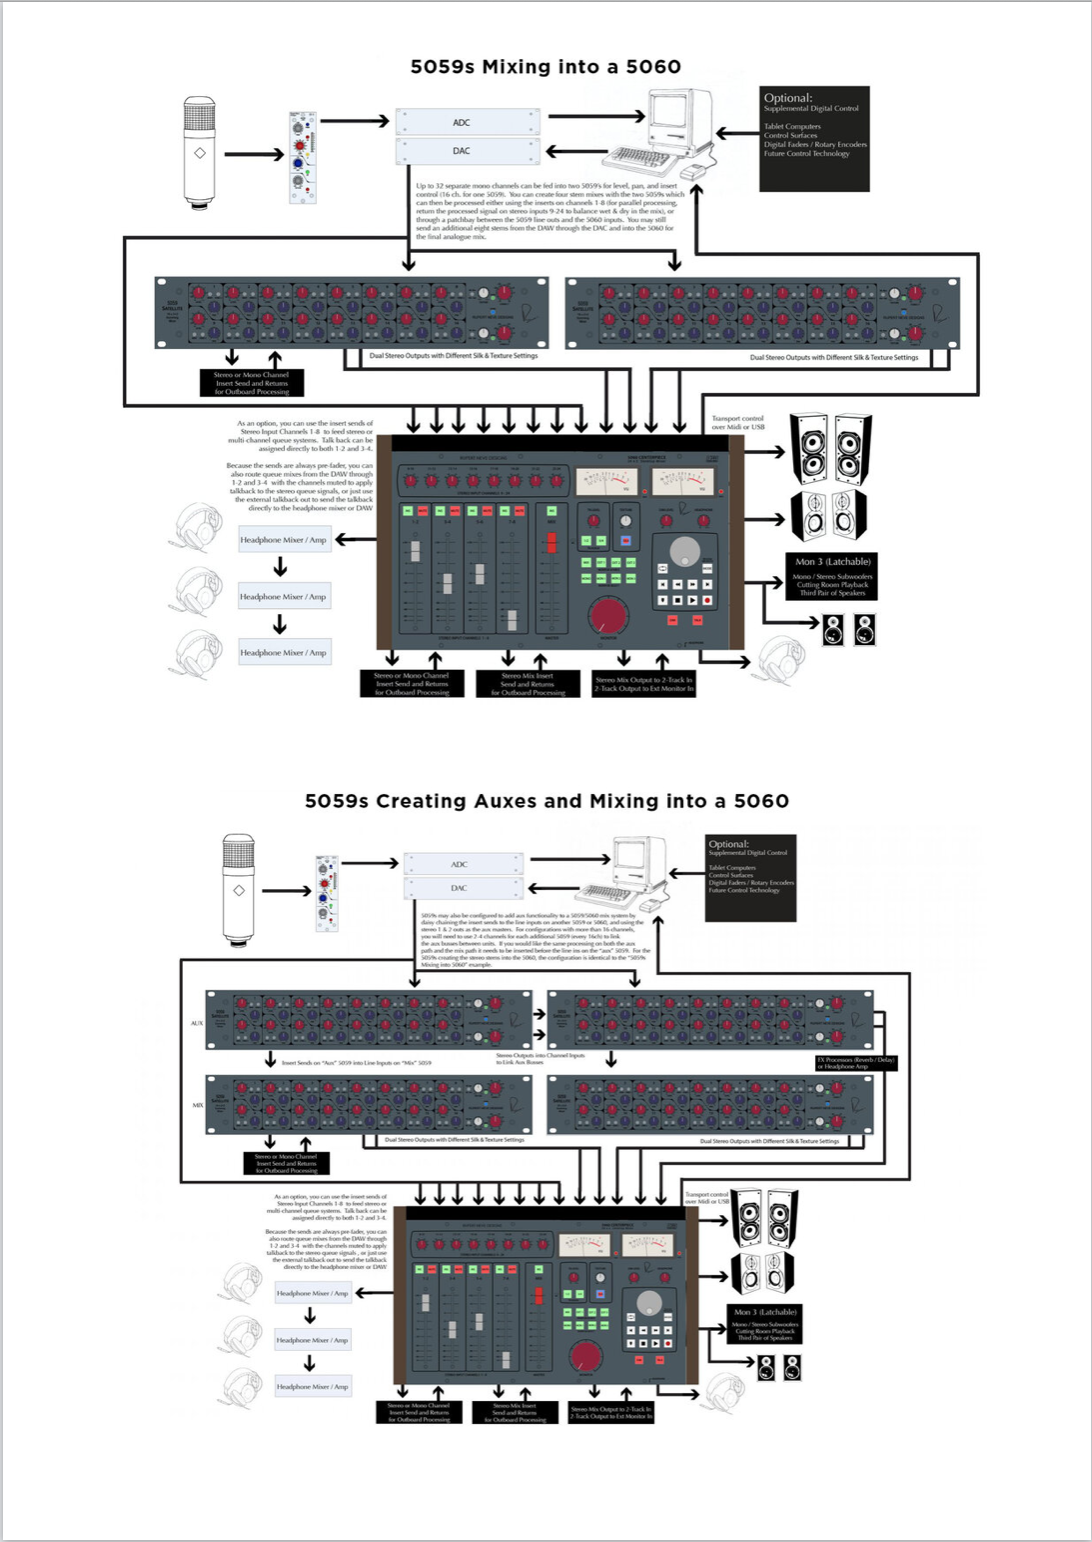 5059s Mixing into a 5060
Optional:
Supplemental Digital Control
Tablet Computers
Control Surfaces
Digital Faders / Rotary Encoders
Future Control Technology
ADC
DAC
Up to 32 separate mono channels can be fed into two 5059's for level, pan, and insert
control (16 ch. for one 5059). You can create four stem mixes with the two 5059s which
can then be processed either using the inserts on channels 1-8 (for parallel processing,
return the processed signal on stereo inputs 9-24 to balance wet & dry in the mix), or
through a patchbay between the 5059 line outs and the 5060 inputs. You may still
send an additional eight stems from the DAW through the DAC and into the 5060 for
the final analogue mix.
5059
SATELLITE
Dual Stereo Outputs with Different Silk & Texture Settings
Dual Stereo Outputs with Different Silk & Texture Settings
Stereo or Mono Channel
Insert Send and Returns
for Outboard Processing
As an option, you can use the insert sends of
Stereo Input Channels 1-8 to feed stereo or
multi-channel queue systems. Talk back can be
assigned directly to both 1-2 and 3-4.
Because the sends are always pre-fader, you can
also route queue mixes from the DAW through
1-2 and 3-4 with the channels muted to apply
talkback to the stereo queue signals, or just use
the external talkback out to send the talkback
directly to the headphone mixer or DAW
Transport control
over Midi or USB
Headphone Mixer / Amp
Headphone Mixer / Amp
Headphone Mixer / Amp
Mon 3 (Latchable)
Mono / Stereo Subwoofers
Cutting Room Playback
Third Pair of Speakers
Stereo or Mono Channel
Insert Send and Returns
for Outboard Processing
Stereo Mix Insert
Send and Returns
for Outboard Processing
Stereo Mix Output to 2-Track In
2-Track Output to Ext Monitor In
5059s Creating Auxes and Mixing into a 5060
Optional:
Supplemental Digital Control
Tablet Computers
Control Surfaces
Digital Faders / Rotary Encoders
Future Control Technology
ADC
DAC
5059s may also be configured to add aux functionality to a 5059/5060 mix system by
daisy chaining the insert sends to the line inputs on another 5059 or 5060, and using the
stereo 1 & 2 outs as the aux masters. For configurations with more than 16 channels,
you will need to use 2-4 channels for each additional 5059 (every 16ch) to link
the aux busses between units. If you would like the same processing on both the aux
path and the mix path it needs to be inserted before the line ins on the "aux" 5059. For the
5059s creating the stereo stems into the 5060, the configuration is identical to the "5059s
Mixing into 5060" example.
AUX
Insert Sends on "Aux" 5059 into Line Inputs on "Mix" 5059
Stereo Outputs into Channel Inputs
to Link Aux Busses
EX Processors (Reverb / Delay)
or Headphone Amp
MIX
Dual Stereo Outputs with Different Silk & Texture Settings
Dual Stereo Outputs with Different Silk & Texture Settings
Stereo or Mono Channel
Insert Send and Returns
for Outboard Processing
As an option, you can use the insert sends of
Stereo Input Channels 1-8 to feed stereo or
multi-channel queue systems. Talk back can be
assigned directly to both 1-2 and 3-4.
Because the sends are always pre-fader, you can
also route queue mixes from the DAW through
1-2 and 3-4 with the channels muted to apply
talkback to the stereo queue signals , or just use
the external talkback out to send the talkback
directly to the headphone mixer or DAW
Transport control
over Midi or USB
Headphone Mixer / Amp
Headphone Mixer / Amp
Headphone Mixer / Amp
Mon 3 (Latchable)
Mono / Stereo Subwoofers
Cutting Room Playback
Third Pair of Speakers
Stereo or Mono Channel
Insert Send and Returns
for Outboard Processing
Stereo Mix Insert
Send and Returns
for Outboard Processing
Stereo Mix Output to 2-Track In
2-Track Output to Ext Monitor In